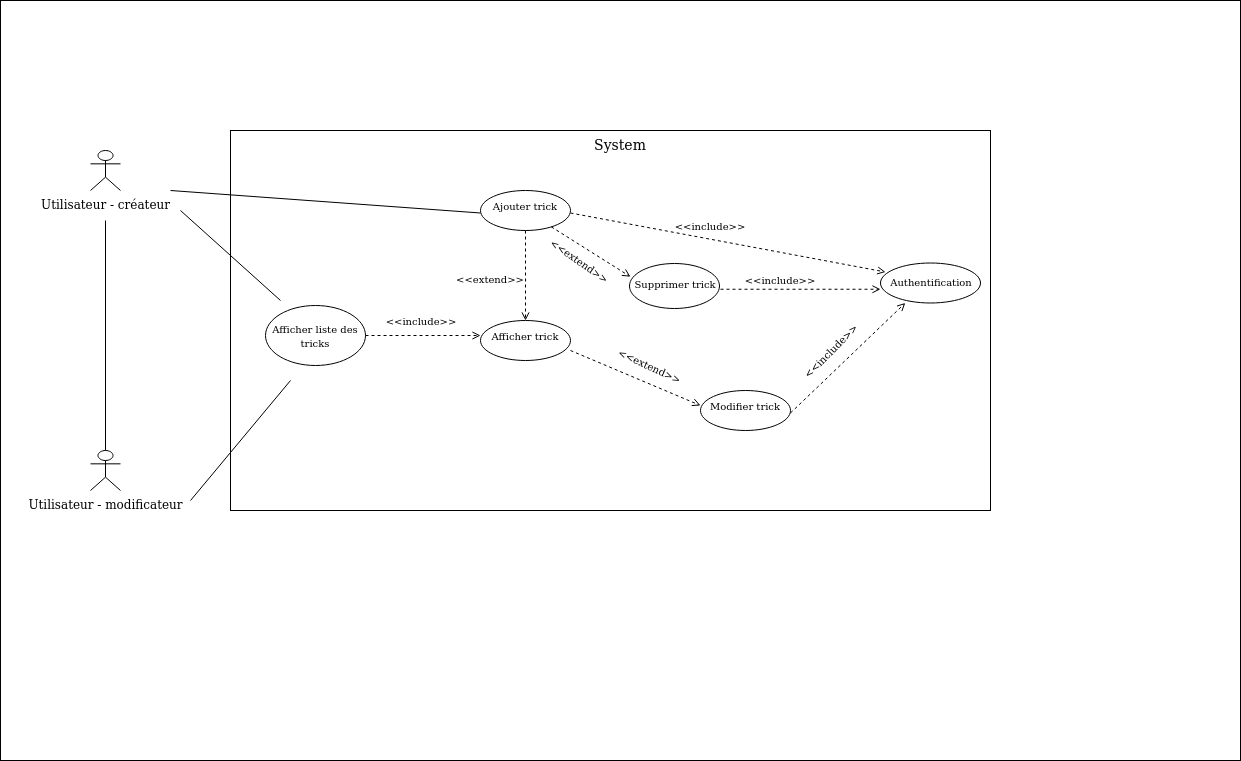 System
Utilisateur - créateur
Ajouter trick
<<include>>
<<extend>>
<<extend>>
Supprimer trick
<<include>>
Authentification
Afficher liste des
tricks
<<include>>
Afficher trick
<<extend>>
<<include>>
Modifier trick
Utilisateur - modificateur